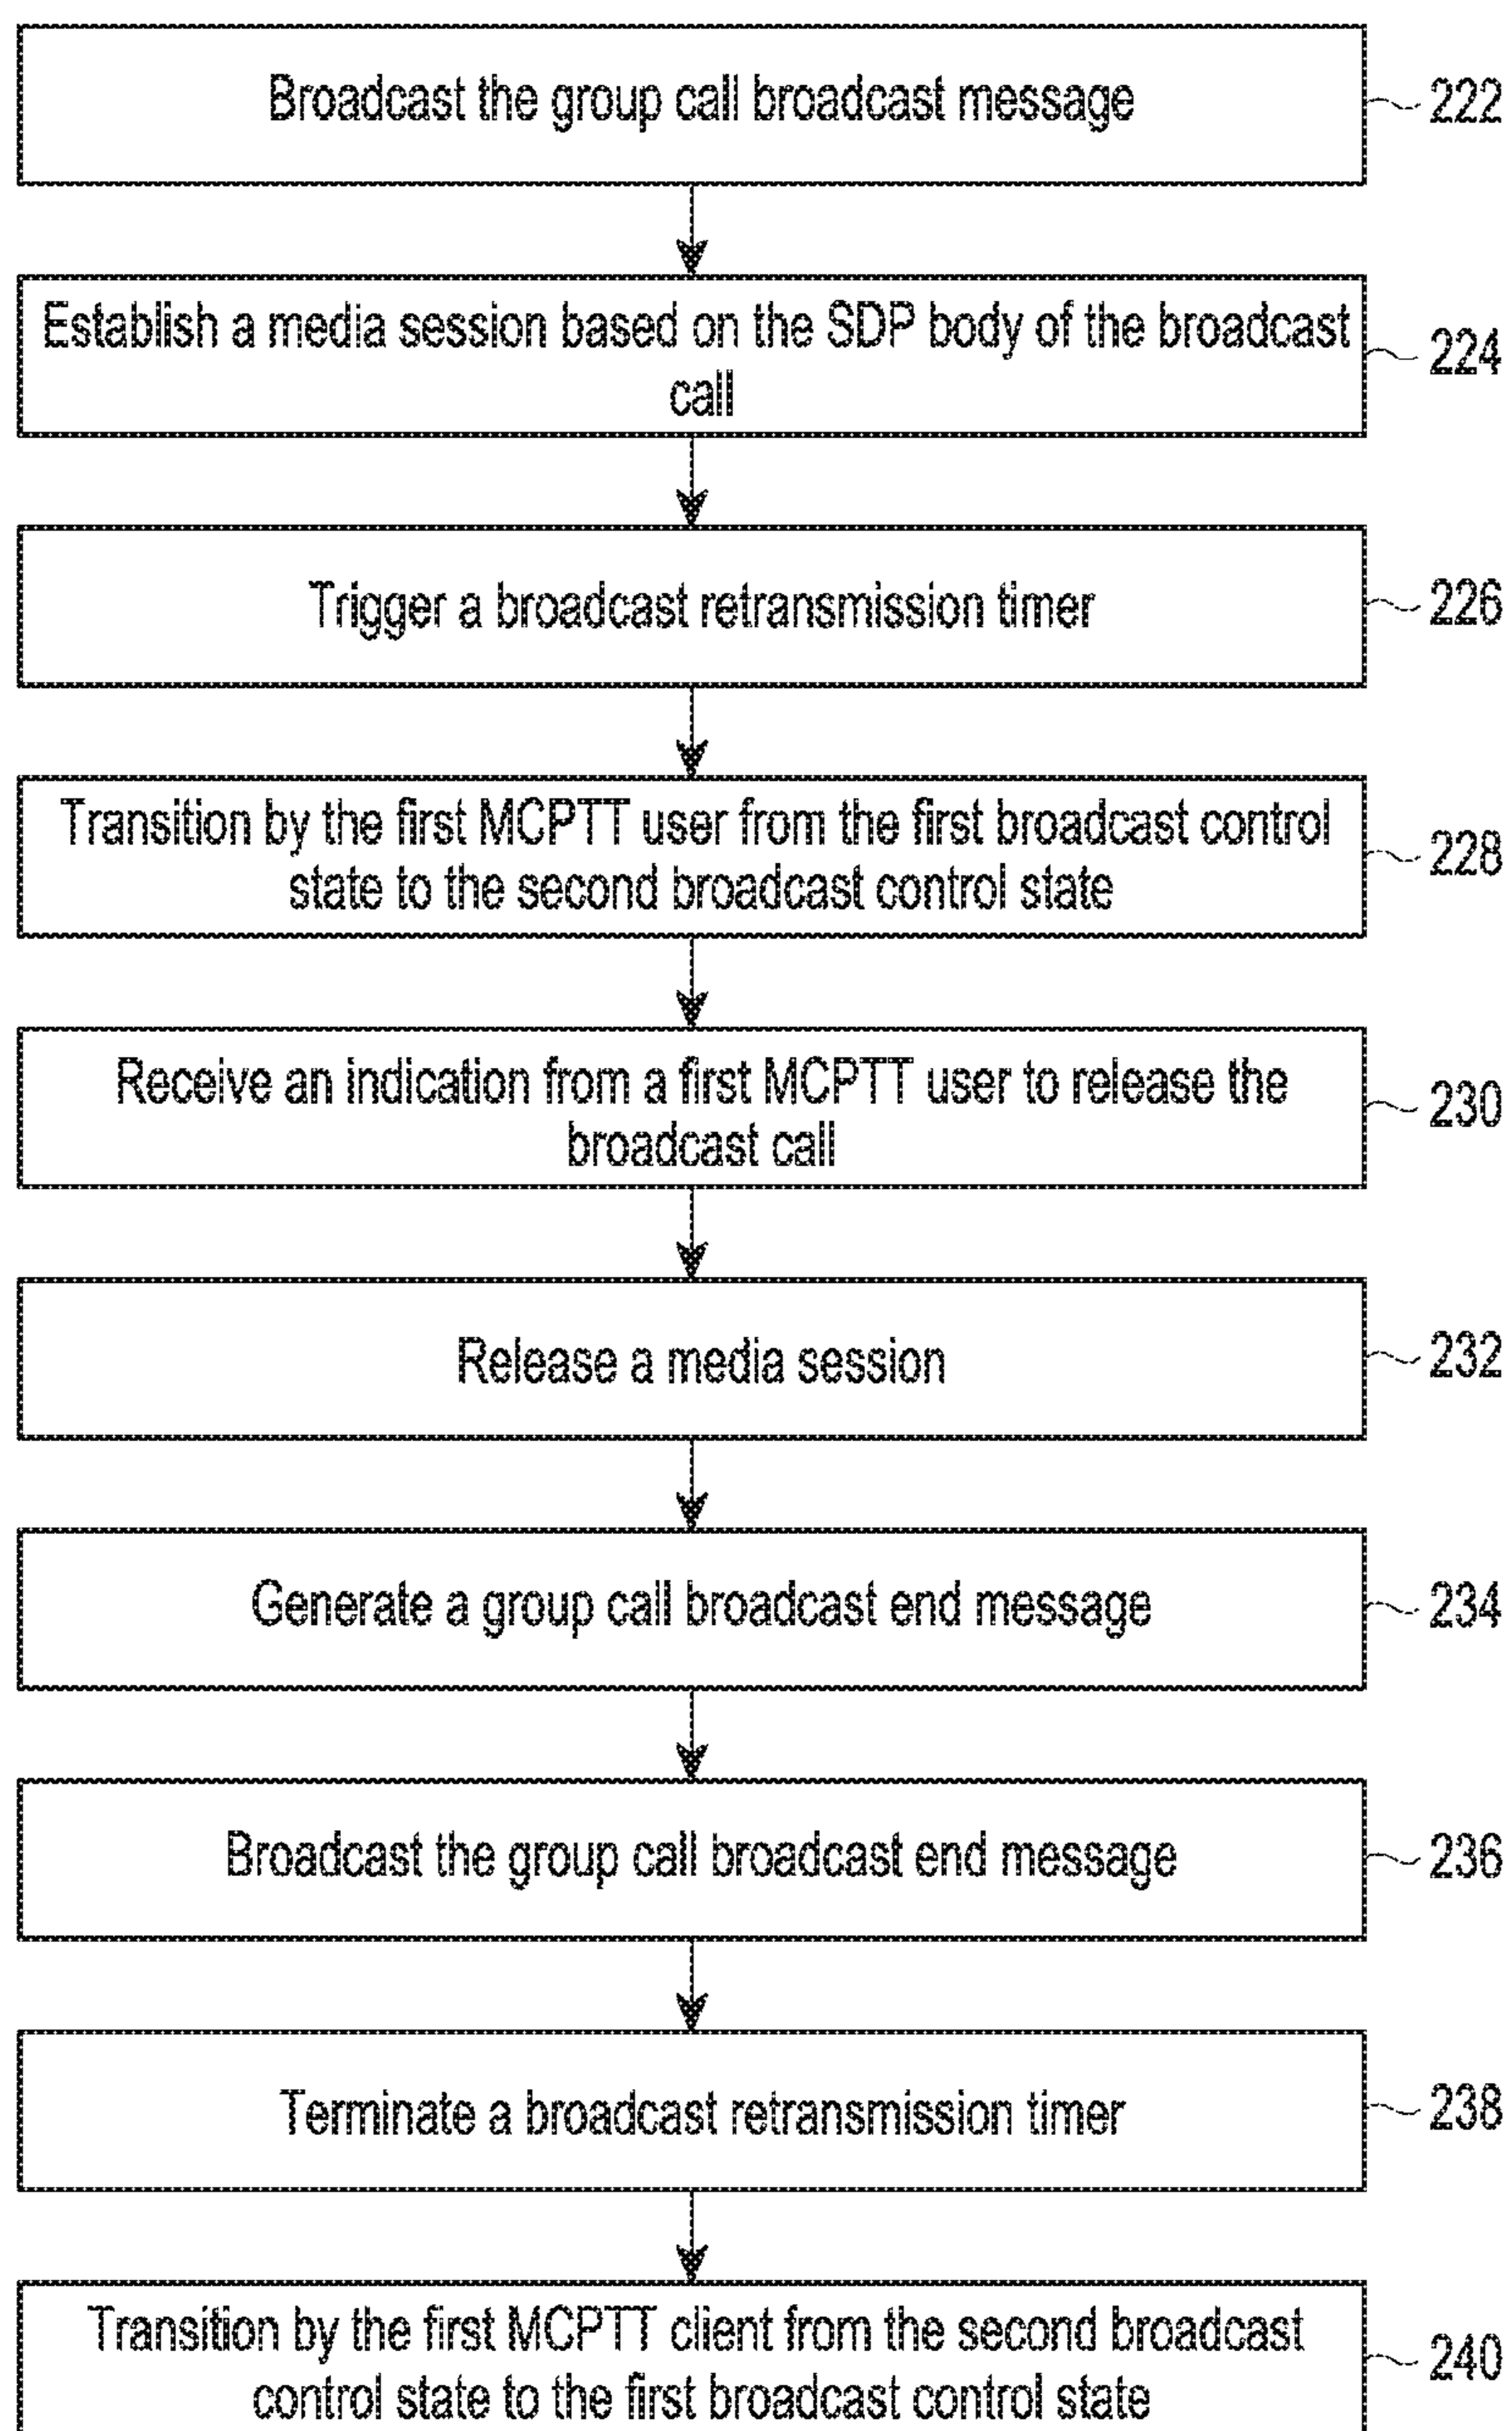 Broadcast the group call broadcast message
222
Establish a media session based on the SDP body of the broadcast
call
224
Trigger a broadcast retransmission timer
226
Transition by the first MCPTT user from the first broadcast control
state to the second broadcast control state
228
Receive an indication from a first MCPTT user to release the
broadcast call
230
Release a media session
232
Generate a group call broadcast end message
234
Broadcast the group call broadcast end message
236
Terminate a broadcast retransmission timer
238
Transition by the first MCPTT client from the second broadcast
control state to the first broadcast control state
240